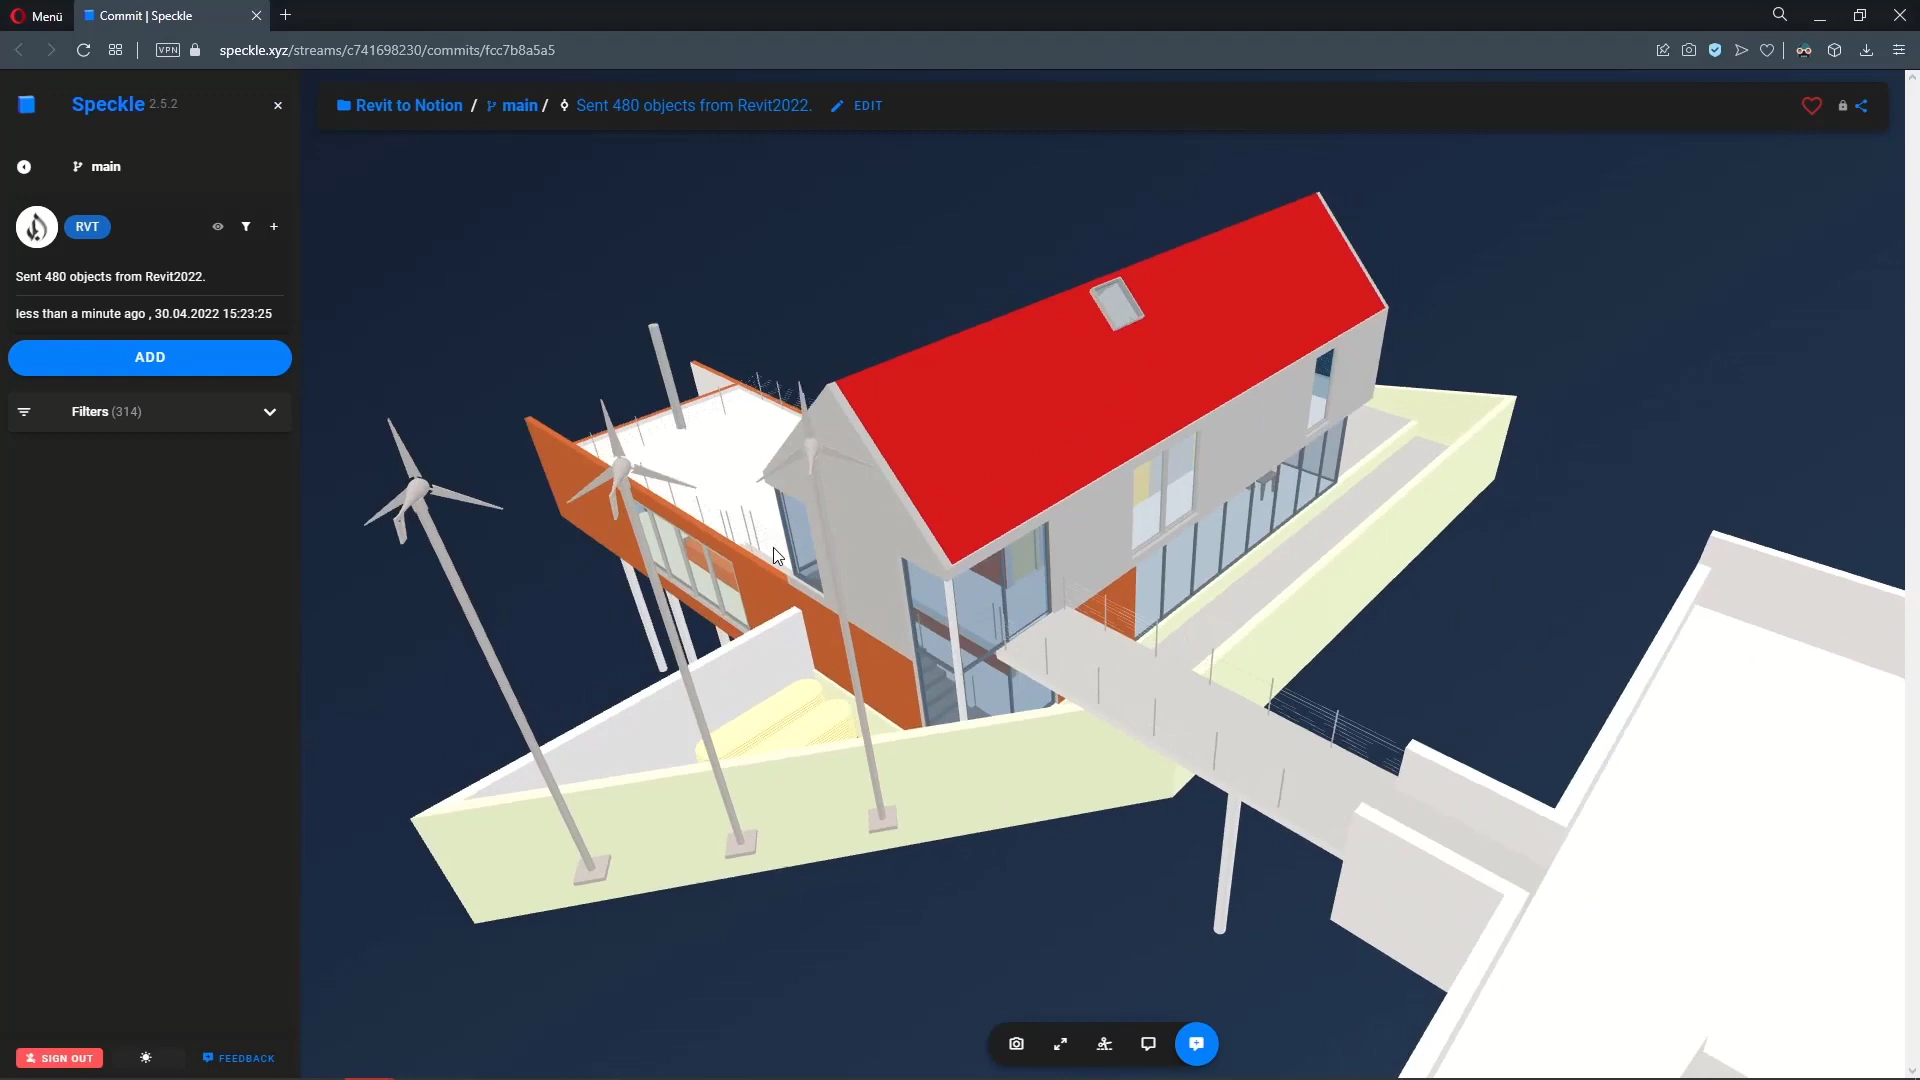 Menü
Commit | Speckle
VPN
speckle.xyz/streams/c741698230/commits/fcc7b8a5a5
Speckle 2.5.2
Revit to Notion / main / Sent 480 objects from Revit2022. EDIT
main
RVT
Sent 480 objects from Revit2022.
less than a minute ago , 30.04.2022 15:23:25
ADD
Filters (314)
SIGN OUT
FEEDBACK